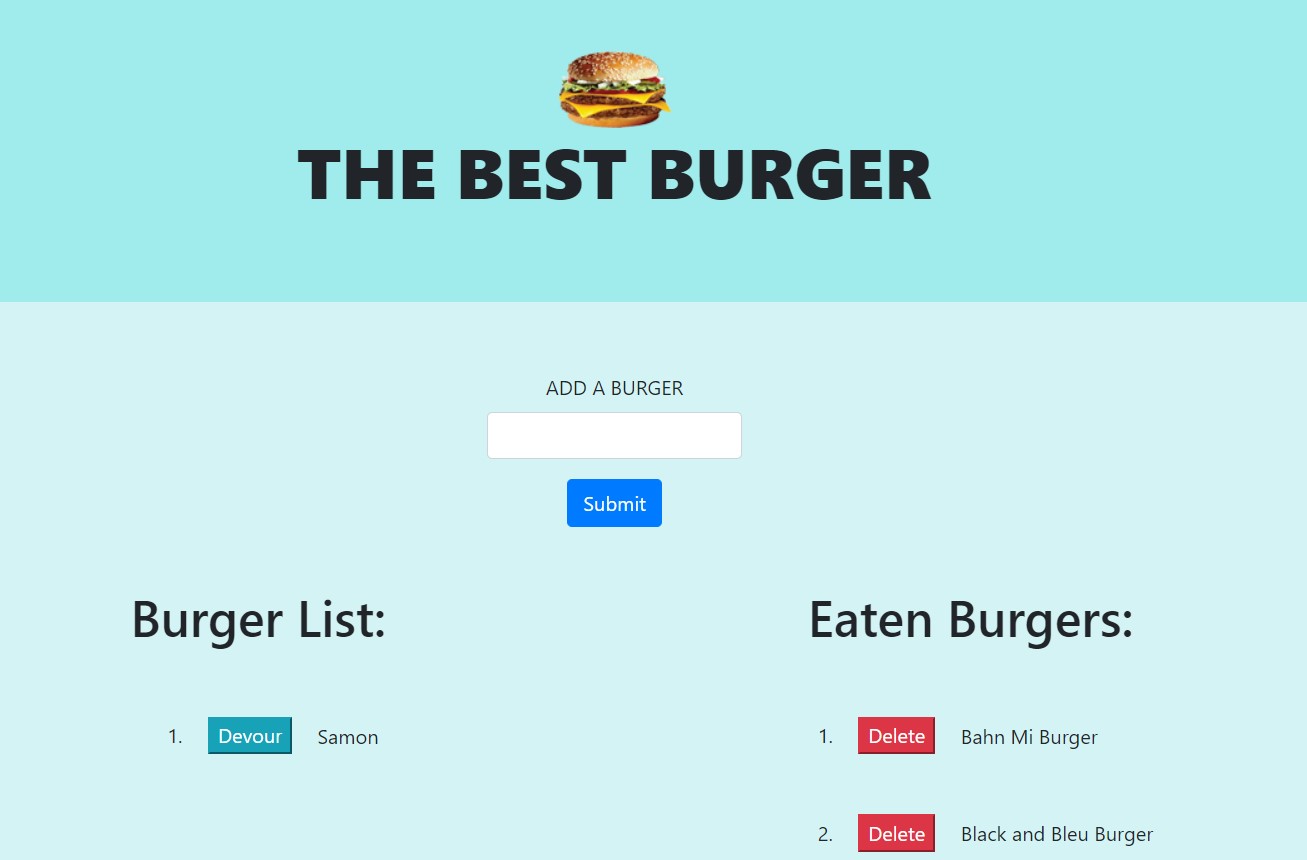 THE BEST BURGER
ADD A BURGER
Submit
Burger List:
1. Devour Samon
Eaten Burgers:
1. Delete Bahn Mi Burger
2. Delete Black and Bleu Burger